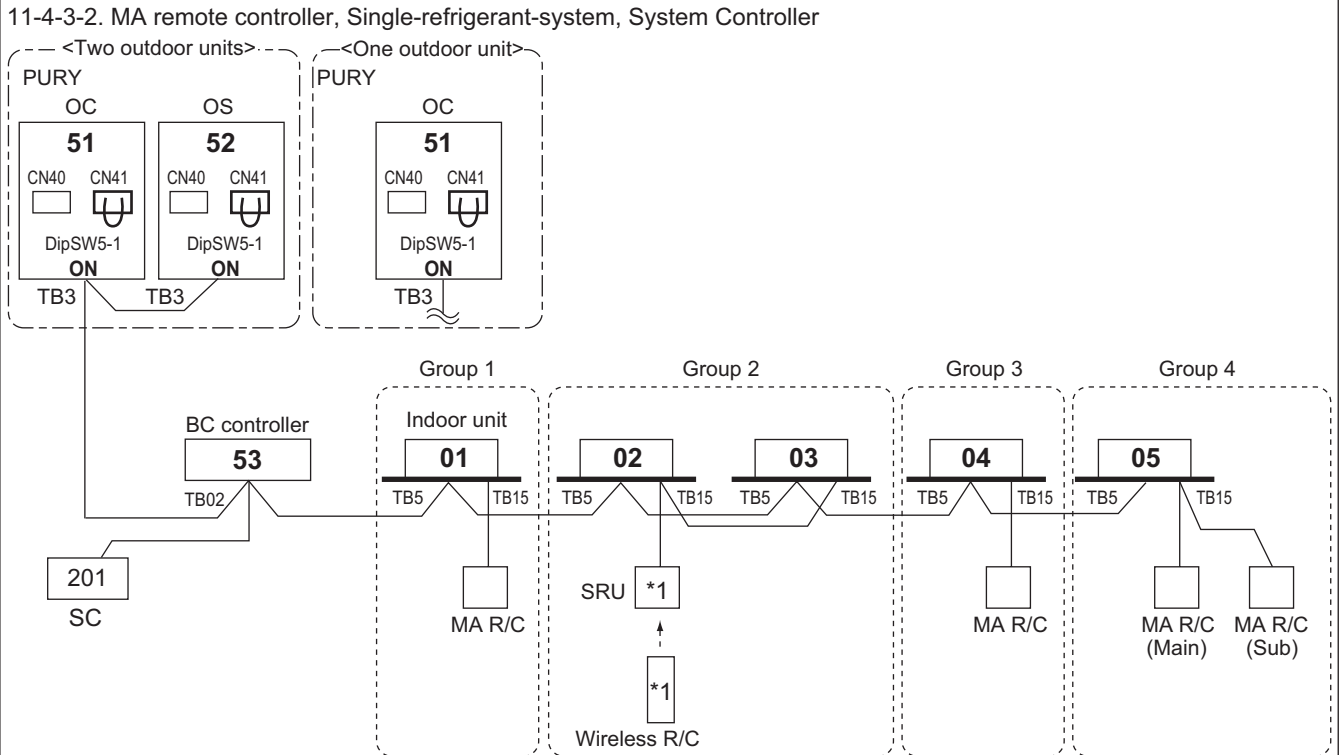 11-4-3-2. MA remote controller, Single-refrigerant-system, System Controller
<Two outdoor units>
<One outdoor unit>
PURY
PURY
OC OS OC
51 52 51
CN40 CN41 CN40 CN41 CN40 CN41
DipSW5-1 DipSW5-1 DipSW5-1
ON ON ON
TB3 TB3 TB3
Group 1 Group 2 Group 3 Group 4
BC controller Indoor unit
53 01 02 03 04 05
TB02 TB5 TB15 TB5 TB15 TB5 TB15 TB5 TB15 TB5 TB15
201
SC
SRU *1
MA R/C MA R/C MA R/C MA R/C
(Main) (Sub)
*1
Wireless R/C